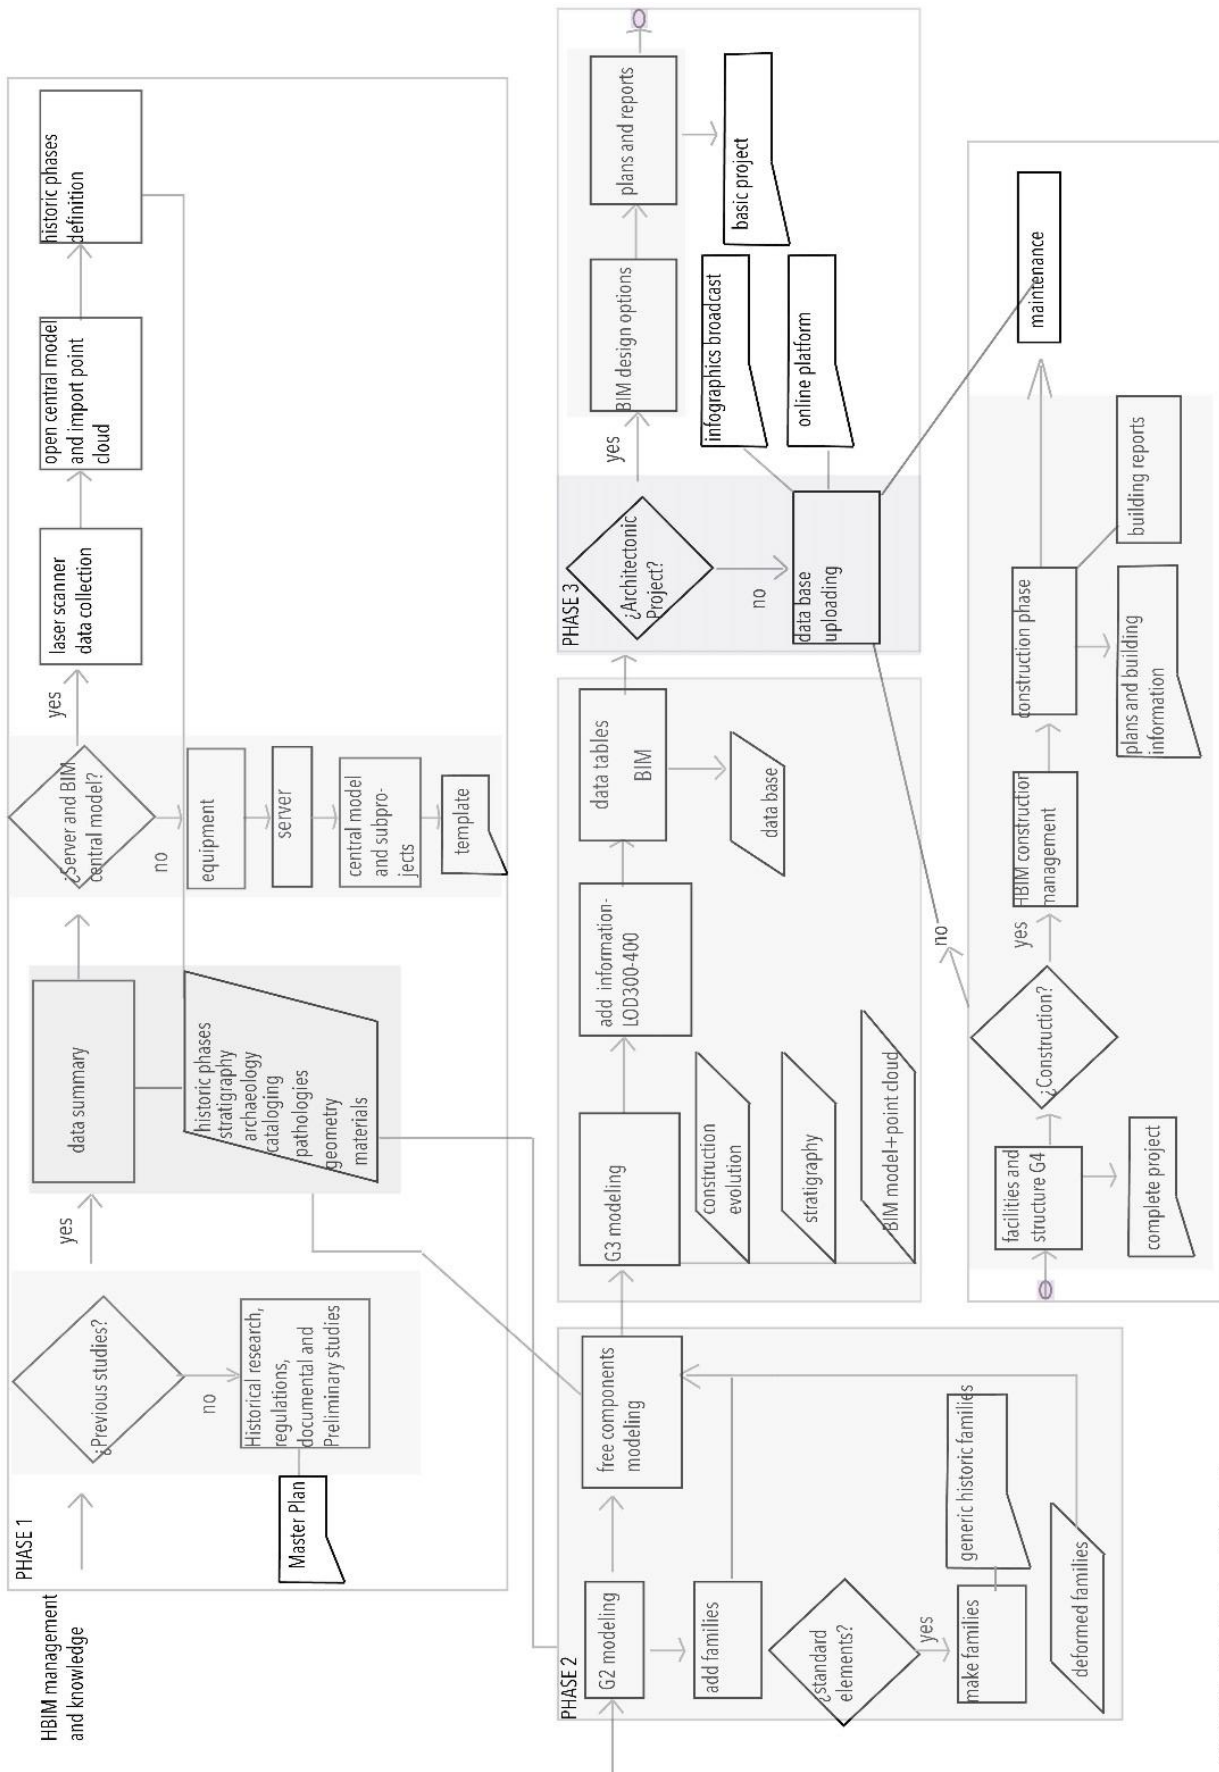 HBIM management
and knowledge
PHASE 1
¿Previous studies?
no
Historical research,
regulations,
documental and
Preliminary studies
Master Plan
yes
data summary
historic phases
stratigraphy
archaeology
cataloging
pathologies
geometry
materials
¿Server and BIM
central model?
no
equipment
server
central model
and subpro-
jects
template
yes
laser scanner
data collection
open central model
and import point
cloud
historic phases
definition
PHASE 2
G2 modeling
add families
¿standard
elements?
yes
make families
generic historic families
deformed families
free components
modeling
G3 modeling
construction
evolution
stratigraphy
BIM model+point cloud
add information-
LOD300-400
data tables
BIM
data base
PHASE 3
¿Architectonic
Project?
no
data base
uploading
yes
BIM design options
plans and reports
basic project
infographics broadcast
online platform
facilities and
structure G4
complete project
¿Construction?
no
yes
HBIM construction
management
construction phase
plans and building
information
building reports
maintenance